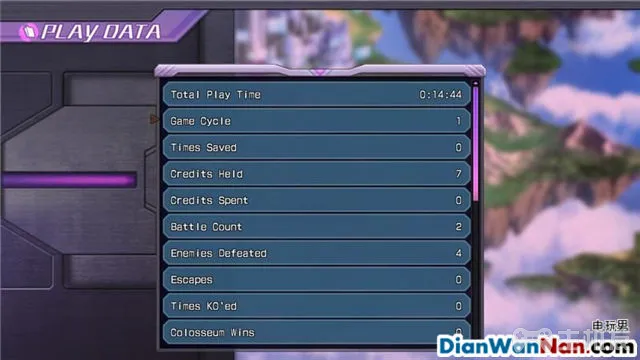 PLAY DATA
Total Play Time 0:14:44
Game Cycle 1
Times Saved 0
Credits Held 7
Credits Spent 0
Battle Count 2
Enemies Defeated 4
Escapes 0
Times KO'ed 0
Colosseum Wins 0
电玩男
DianWanNan.com